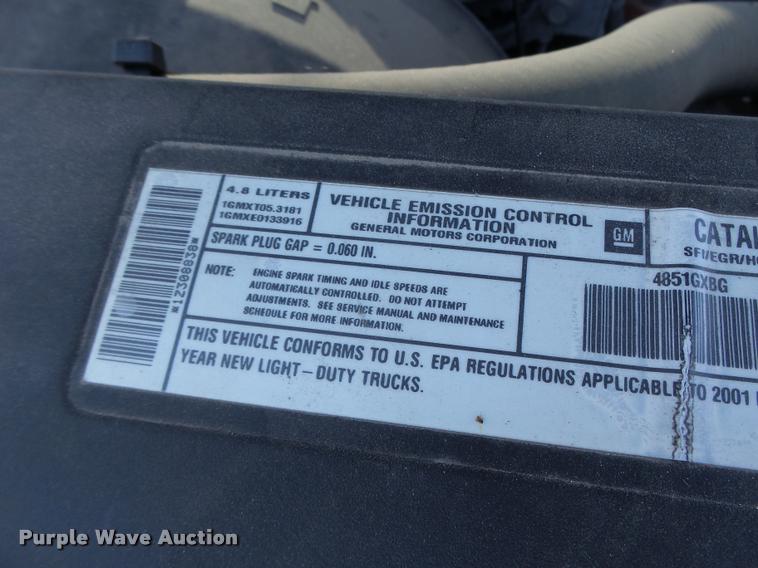 4.8 LITERS
1GMXT05.3181
1GMXE0133916
VEHICLE EMISSION CONTROL
INFORMATION
GENERAL MOTORS CORPORATION
GM
SFI/EGR/
SPARK PLUG GAP = 0.060 IN.
4851GXBG
NOTE: ENGINE SPARK TIMING AND IDLE SPEEDS ARE
AUTOMATICALLY CONTROLLED. DO NOT ATTEMPT
ADJUSTMENTS. SEE SERVICE MANUAL AND MAINTENANCE
SCHEDULE FOR MORE INFORMATION.
THIS VEHICLE CONFORMS TO U.S. EPA REGULATIONS APPLICABLE TO 2001
YEAR NEW LIGHT-DUTY TRUCKS.
Purple Wave Auction